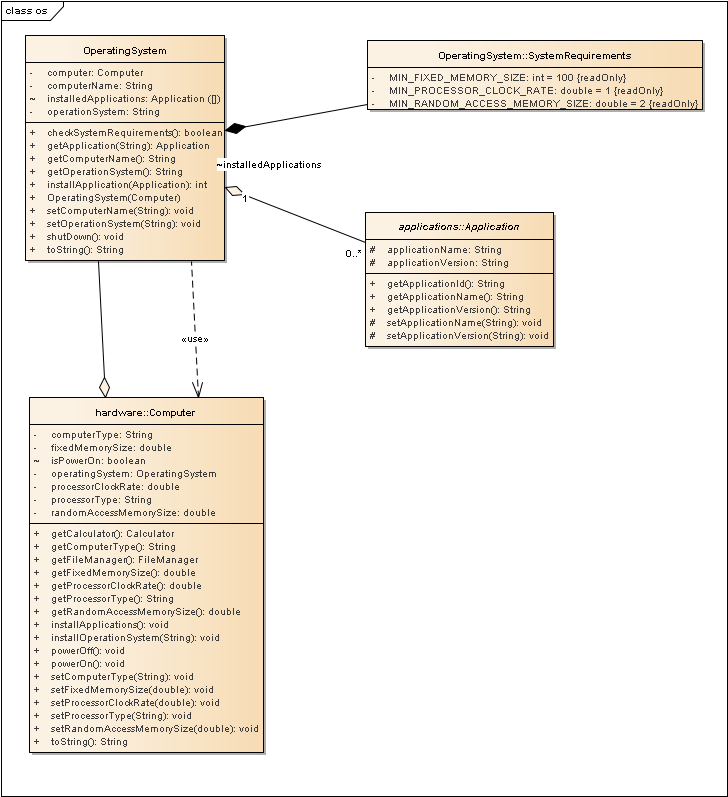 class os
OperatingSystem
- computer: Computer
- computerName: String
~ installedApplications: Application ([])
- operationSystem: String
+ checkSystemRequirements(): boolean
+ getApplication(String): Application
+ getComputerName(): String
+ getOperationSystem(): String
+ installApplication(Application): int
+ OperatingSystem(Computer)
+ setComputerName(String): void
+ setOperationSystem(String): void
+ shutDown(): void
+ toString(): String
OperatingSystem::SystemRequirements
- MIN_FIXED_MEMORY_SIZE: int = 100 {readOnly}
- MIN_PROCESSOR_CLOCK_RATE: double = 1 {readOnly}
- MIN_RANDOM_ACCESS_MEMORY_SIZE: double = 2 {readOnly}
~installedApplications
1
0..*
applications::Application
# applicationName: String
# applicationVersion: String
+ getApplicationId(): String
+ getApplicationName(): String
+ getApplicationVersion(): String
# setApplicationName(String): void
# setApplicationVersion(String): void
«use»
hardware::Computer
- computerType: String
- fixedMemorySize: double
~ isPowerOn: boolean
- operatingSystem: OperatingSystem
- processorClockRate: double
- processorType: String
- randomAccessMemorySize: double
+ getCalculator(): Calculator
+ getComputerType(): String
+ getFileManager(): FileManager
+ getFixedMemorySize(): double
+ getProcessorClockRate(): double
+ getProcessorType(): String
+ getRandomAccessMemorySize(): double
+ installApplications(): void
+ installOperationSystem(String): void
+ powerOff(): void
+ powerOn(): void
+ setComputerType(String): void
+ setFixedMemorySize(double): void
+ setProcessorClockRate(double): void
+ setProcessorType(String): void
+ setRandomAccessMemorySize(double): void
+ toString(): String